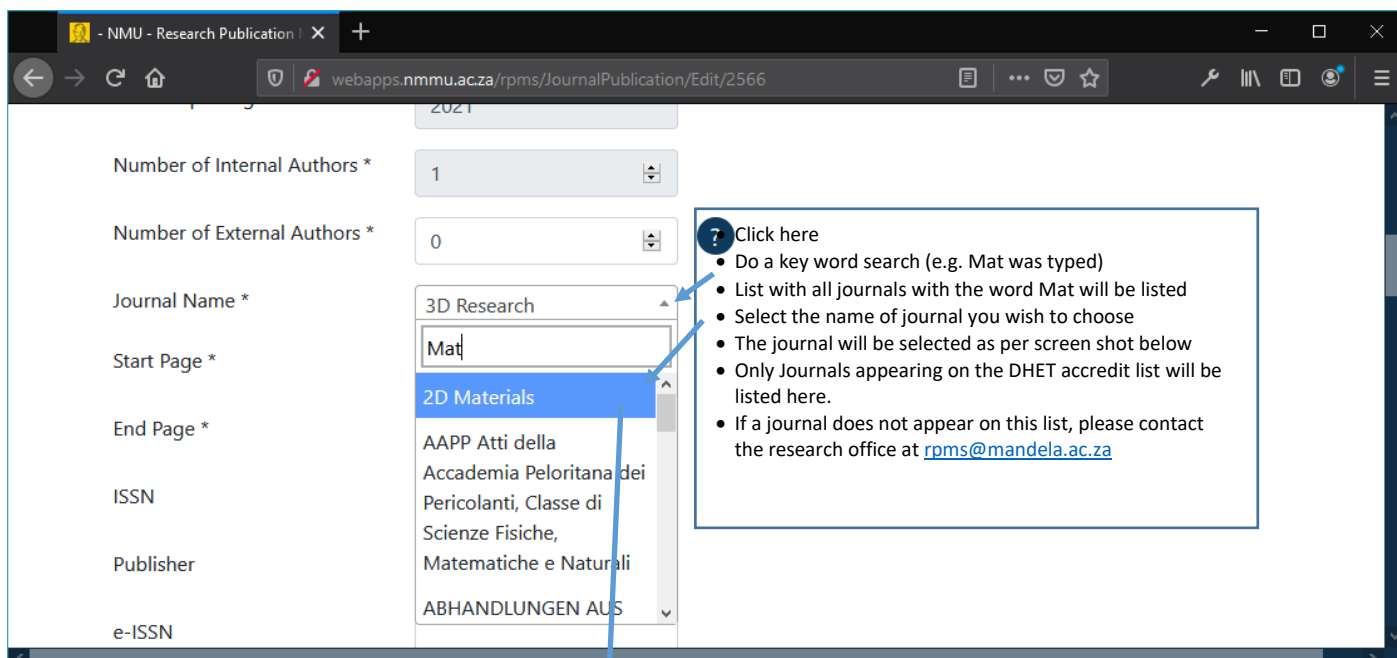 - NMU - Research Publication
webapps.nmmu.ac.za/rpms/JournalPublication/Edit/2566
2021
Number of Internal Authors *
1
Number of External Authors *
0
?
Click here
Do a key word search (e.g. Mat was typed)
List with all journals with the word Mat will be listed
Select the name of journal you wish to choose
The journal will be selected as per screen shot below
Only Journals appearing on the DHET accredit list will be
listed here.
If a journal does not appear on this list, please contact
the research office at rpms@mandela.ac.za
Journal Name *
3D Research
Mat
Start Page *
2D Materials
End Page *
AAPP Atti della
Accademia Peloritana dei
Pericolanti, Classe di
Scienze Fisiche,
Matematiche e Naturali
ISSN
Publisher
ABHANDLUNGEN AUS
e-ISSN